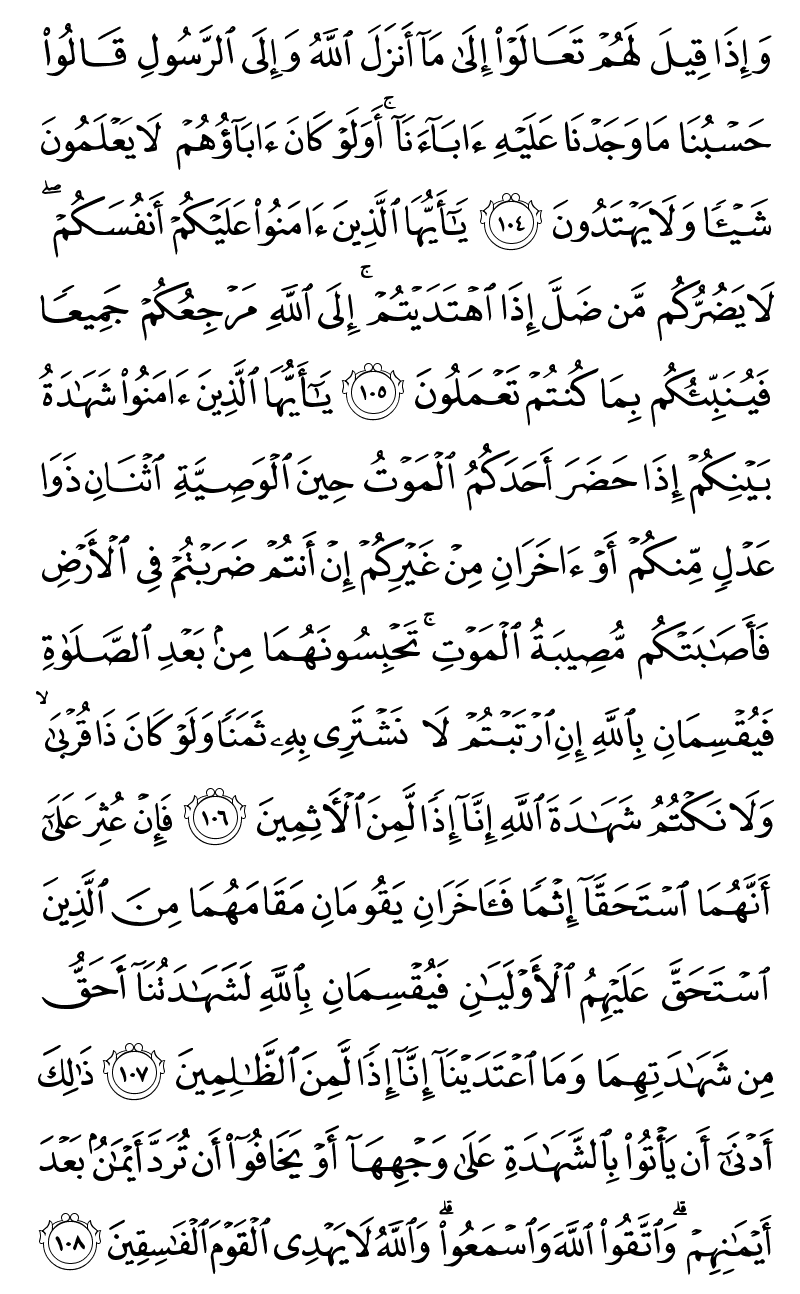 وَإِذَا قِيلَ لَهُمۡ تَعَالَوۡاْ إِلَىٰ مَآ أَنزَلَ ٱللَّهُ وَإِلَى ٱلرَّسُولِ قَالُواْ
حَسۡبُنَا مَا وَجَدۡنَا عَلَيۡهِ ءَابَآءَنَآۚ أَوَلَوۡ كَانَ ءَابَآؤُهُمۡ لَا يَعۡلَمُونَ
شَيۡـٔٗا وَلَا يَهۡتَدُونَ ١٠٤ يَـٰٓأَيُّهَا ٱلَّذِينَ ءَامَنُواْ عَلَيۡكُمۡ أَنفُسَكُمۡۖ
لَا يَضُرُّكُم مَّن ضَلَّ إِذَا ٱهۡتَدَيۡتُمۡۚ إِلَى ٱللَّهِ مَرۡجِعُكُمۡ جَمِيعٗا
فَيُنَبِّئُكُم بِمَا كُنتُمۡ تَعۡمَلُونَ ١٠٥ يَـٰٓأَيُّهَا ٱلَّذِينَ ءَامَنُواْ شَهَٰدَةُ
بَيۡنِكُمۡ إِذَا حَضَرَ أَحَدَكُمُ ٱلۡمَوۡتُ حِينَ ٱلۡوَصِيَّةِ ٱثۡنَانِ ذَوَا
عَدۡلٖ مِّنكُمۡ أَوۡ ءَاخَرَانِ مِنۡ غَيۡرِكُمۡ إِنۡ أَنتُمۡ ضَرَبۡتُمۡ فِي ٱلۡأَرۡضِ
فَأَصَٰبَتۡكُم مُّصِيبَةُ ٱلۡمَوۡتِۚ تَحۡبِسُونَهُمَا مِنۢ بَعۡدِ ٱلصَّلَوٰةِ
فَيُقۡسِمَانِ بِٱللَّهِ إِنِ ٱرۡتَبۡتُمۡ لَا نَشۡتَرِي بِهِۦ ثَمَنٗا وَلَوۡ كَانَ ذَا قُرۡبَىٰ ۙ
وَلَا نَكۡتُمُ شَهَٰدَةَ ٱللَّهِ إِنَّآ إِذٗا لَّمِنَ ٱلۡأٓثِمِينَ ١٠٦ فَإِنۡ عُثِرَ عَلَىٰٓ
أَنَّهُمَا ٱسۡتَحَقَّآ إِثۡمٗا فَـَٔاخَرَانِ يَقُومَانِ مَقَامَهُمَا مِنَ ٱلَّذِينَ
ٱسۡتَحَقَّ عَلَيۡهِمُ ٱلۡأَوۡلَيَٰنِ فَيُقۡسِمَانِ بِٱللَّهِ لَشَهَٰدَتُنَآ أَحَقُّ
مِن شَهَٰدَتِهِمَا وَمَا ٱعۡتَدَيۡنَآ إِنَّآ إِذٗا لَّمِنَ ٱلظَّٰلِمِينَ ١٠٧ ذَٰلِكَ
أَدۡنَىٰٓ أَن يَأۡتُواْ بِٱلشَّهَٰدَةِ عَلَىٰ وَجۡهِهَآ أَوۡ يَخَافُوٓاْ أَن تُرَدَّ أَيۡمَٰنُۢ بَعۡدَ
أَيۡمَٰنِهِمۡۗ وَٱتَّقُواْ ٱللَّهَ وَٱسۡمَعُواْۗ وَٱللَّهُ لَا يَهۡدِي ٱلۡقَوۡمَ ٱلۡفَٰسِقِينَ ١٠٨